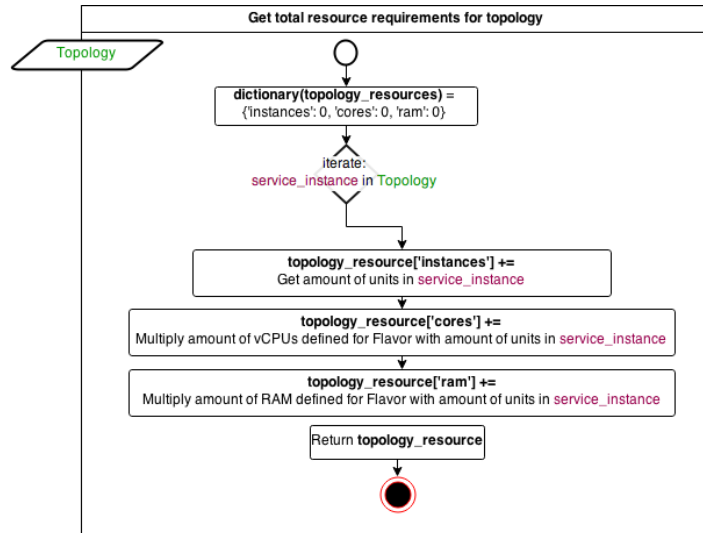 Get total resource requirements for topology
Topology
dictionary(topology_resources) =
{'instances': 0, 'cores': 0, 'ram': 0}
iterate:
service_instance in Topology
topology_resource['instances'] +=
Get amount of units in service_instance
topology_resource['cores'] +=
Multiply amount of vCPUs defined for Flavor with amount of units in service_instance
topology_resource['ram'] +=
Multiply amount of RAM defined for Flavor with amount of units in service_instance
Return topology_resource